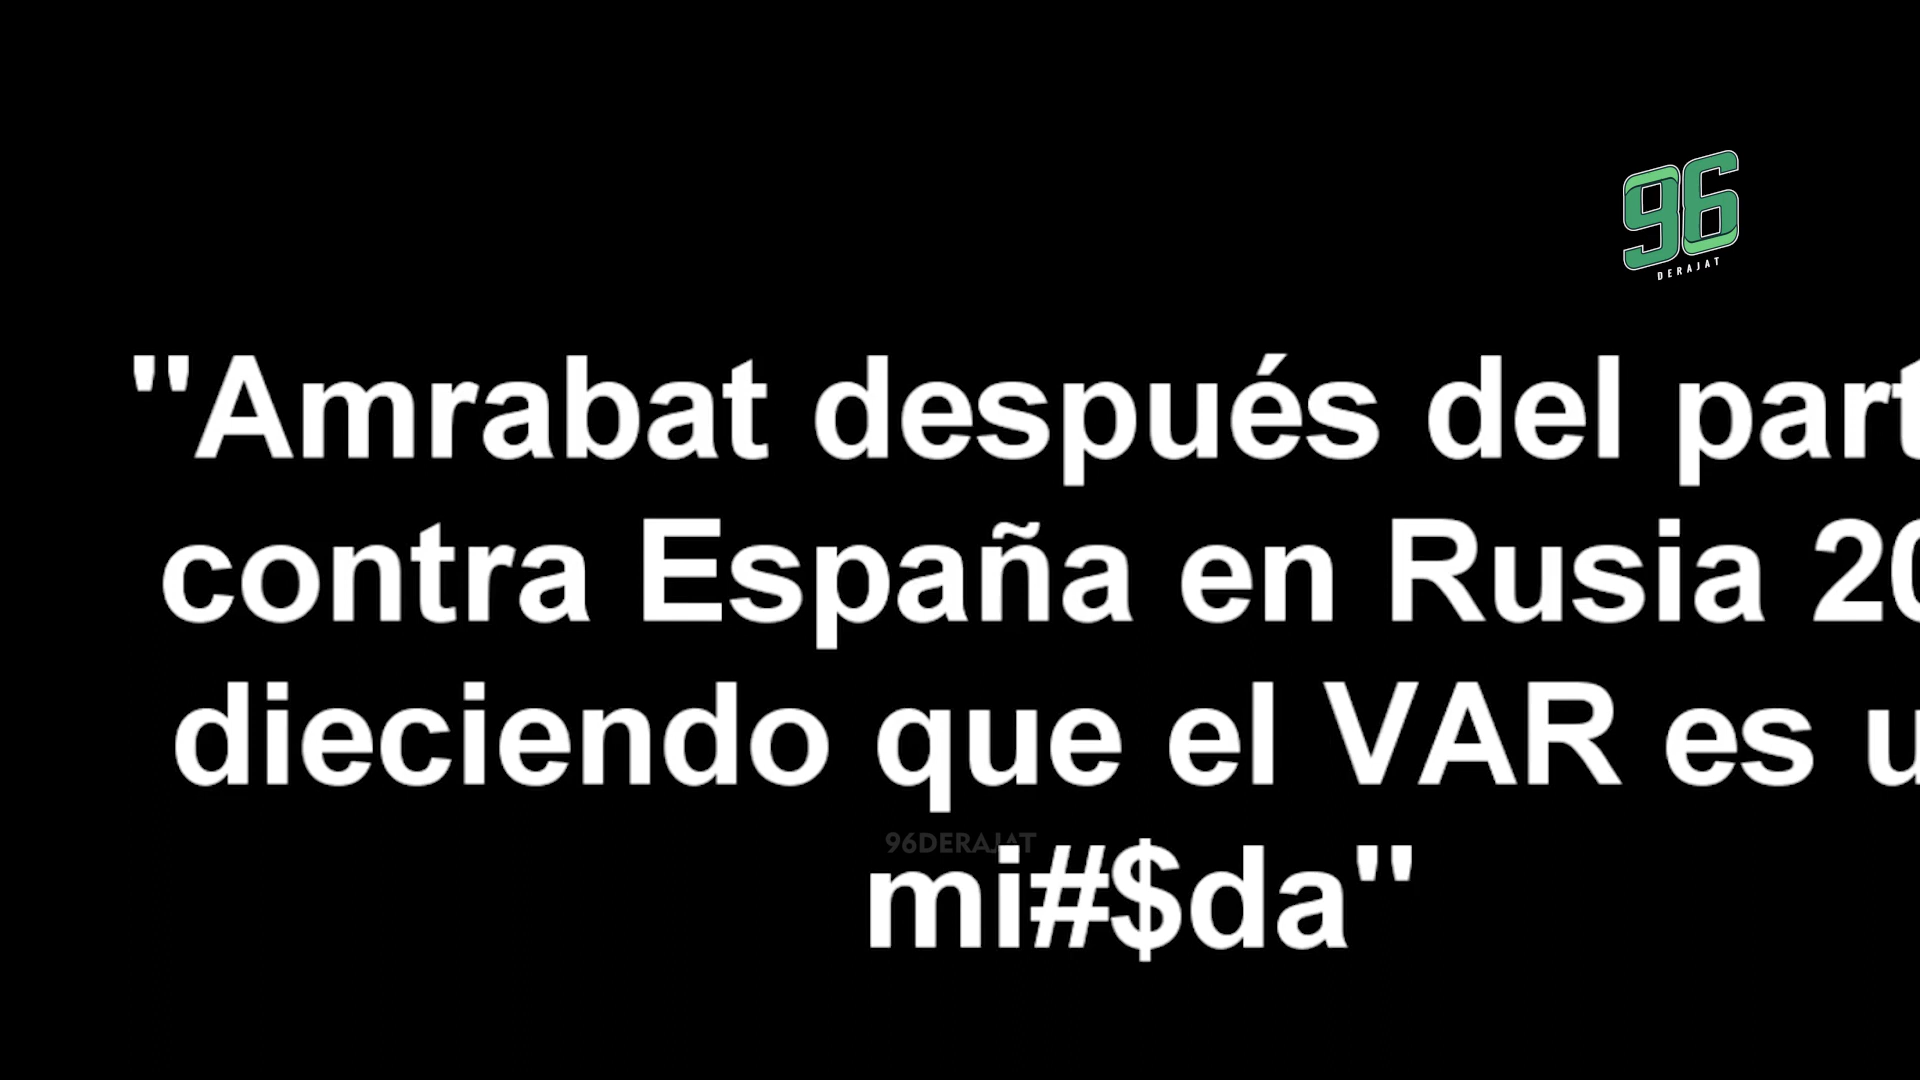 96
DERAJAT
"Amrabat después del part
contra España en Rusia 20
dieciendo que el VAR es u
96DERAJAT
mi#$da"